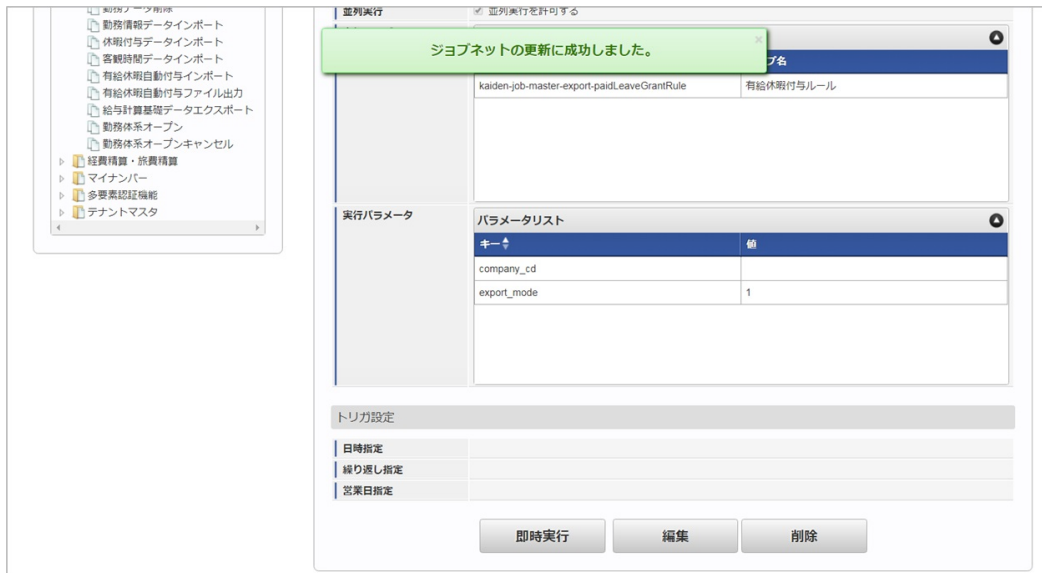 勤務データ削除
勤務情報データインポート
休暇付与データインポート
客観時間データインポート
有給休暇自動付与インポート
有給休暇自動付与ファイル出力
給与計算基礎データエクスポート
勤務体系オープン
勤務体系オープンキャンセル
経費精算・旅費精算
マイナンバー
多要素認証機能
テナントマスタ
並列実行
並列実行を許可する
ジョブネットの更新に成功しました。
ブ名
kaiden-job-master-export-paidLeaveGrantRule 有給休暇付与ルール
実行パラメータ
パラメータリスト
キー 値
company_cd
export_mode 1
トリガ設定
日時指定
繰り返し指定
営業日指定
即時実行 編集 削除